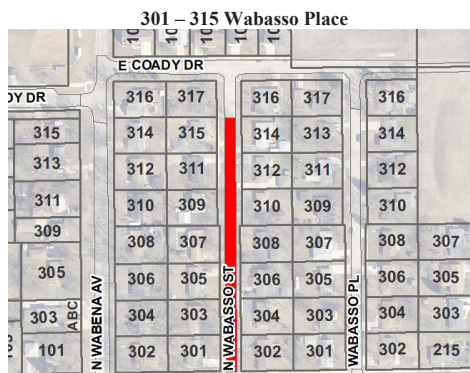 301 – 315 Wabasso Place
E COADY DR
DY DR
316 317 316 317 316
315 314 315 314 313 314
313 312 311 312 311 312
311 310 309 310 309 310
309 308 307 308 307 308 307
305 306 305 306 305 306 305
303 304 303 304 303 304 303
101 302 301 302 301 302 215
ABC
N WABENA AV
N WABASSO ST
WABASSO PL